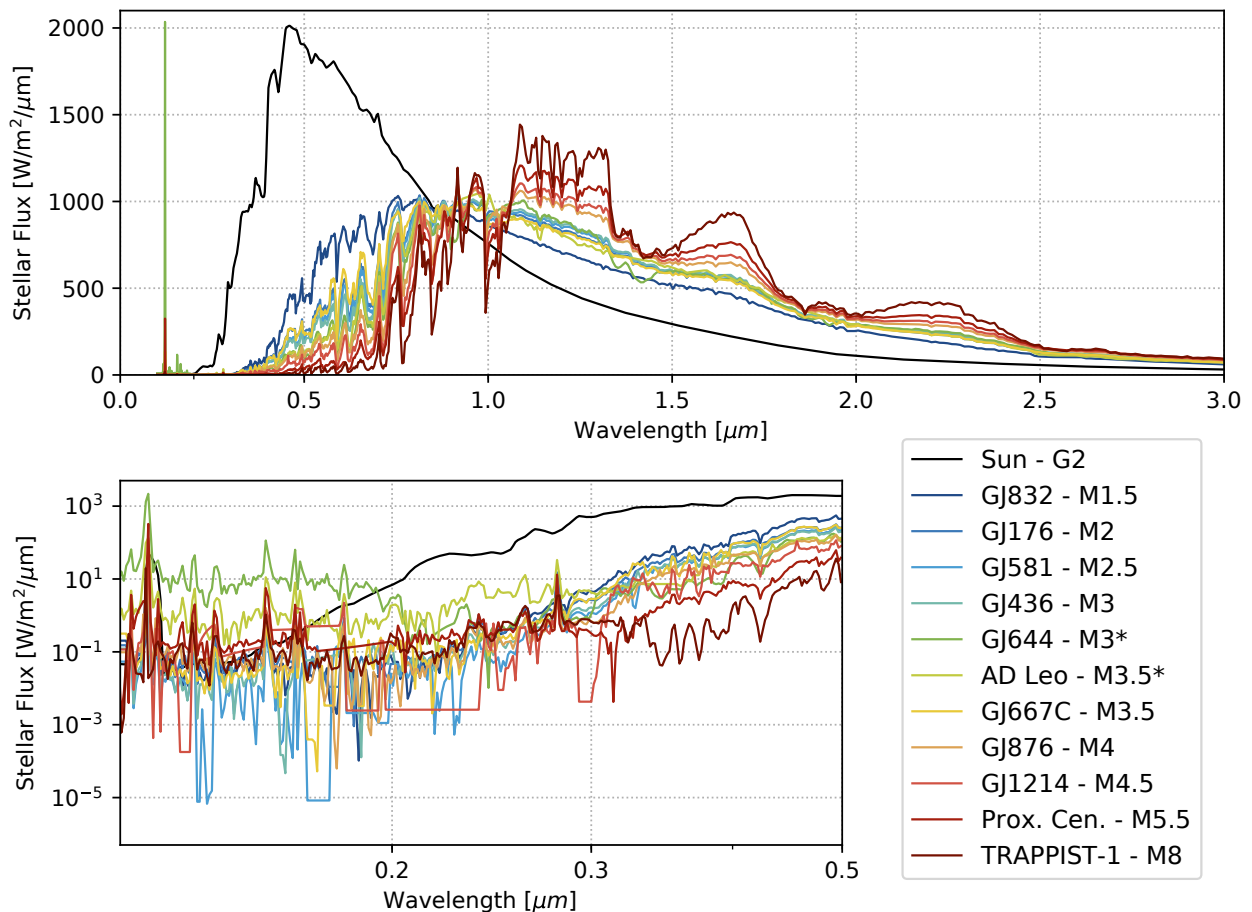 2000
1500
1000
500
0
Stellar Flux [W/m²/μm]
0.0 0.5 1.0 1.5 2.0 2.5 3.0
Wavelength [μm]
10³
10¹
10⁻¹
10⁻³
10⁻⁵
Stellar Flux [W/m²/μm]
0.2 0.3 0.5
Wavelength [μm]
Sun - G2
GJ832 - M1.5
GJ176 - M2
GJ581 - M2.5
GJ436 - M3
GJ644 - M3*
AD Leo - M3.5*
GJ667C - M3.5
GJ876 - M4
GJ1214 - M4.5
Prox. Cen. - M5.5
TRAPPIST-1 - M8